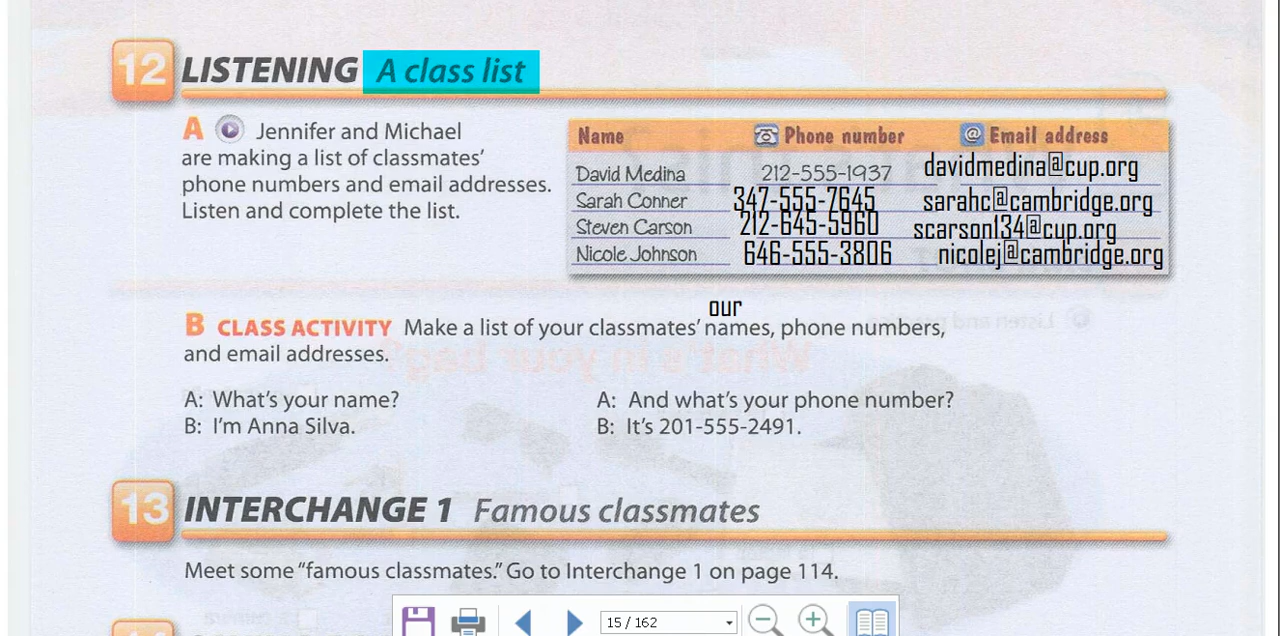 12 LISTENING A class list
A Jennifer and Michael
are making a list of classmates'
phone numbers and email addresses.
Listen and complete the list.
Name Phone number @ Email address
David Medina 212-555-1937 davidmedina@cup.org
Sarah Conner 347-555-7645 sarahc@cambridge.org
Steven Carson 212-645-5960 scarson134@cup.org
Nicole Johnson 646-555-3806 nicolej@cambridge.org
our
B CLASS ACTIVITY Make a list of your classmates' names, phone numbers,
and email addresses.
A: What's your name?
B: I'm Anna Silva.
A: And what's your phone number?
B: It's 201-555-2491.
13 INTERCHANGE 1 Famous classmates
Meet some "famous classmates." Go to Interchange 1 on page 114.
15 / 162